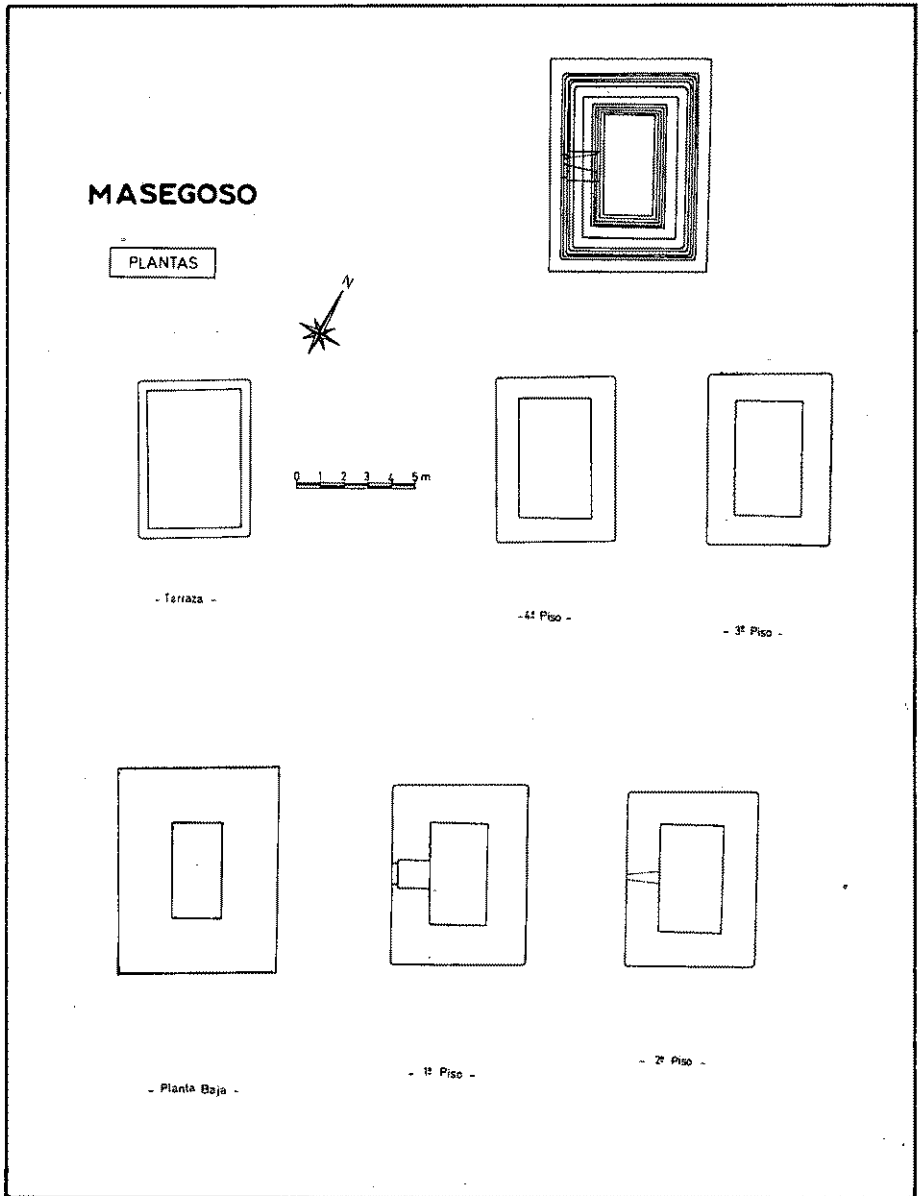 MASEGOSO
PLANTAS
N
0 1 2 3 4 5 m
- Terraza -
- 4º Piso -
- 3º Piso -
- Planta Baja -
- 1º Piso -
- 2º Piso -